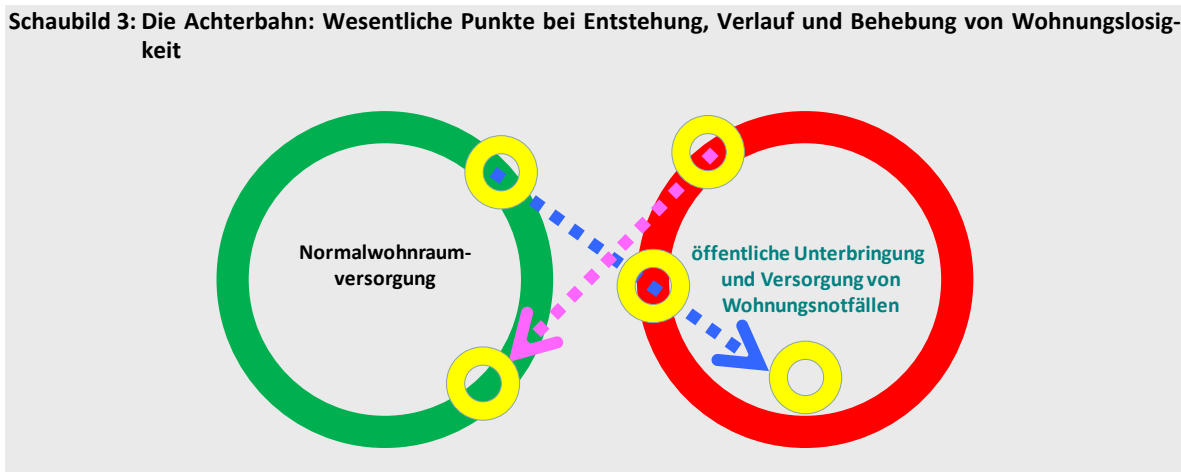 Schaubild 3: Die Achterbahn: Wesentliche Punkte bei Entstehung, Verlauf und Behebung von Wohnungslosig-
keit
Normalwohnraum-
versorgung
öffentliche Unterbringung
und Versorgung von
Wohnungsnotfällen